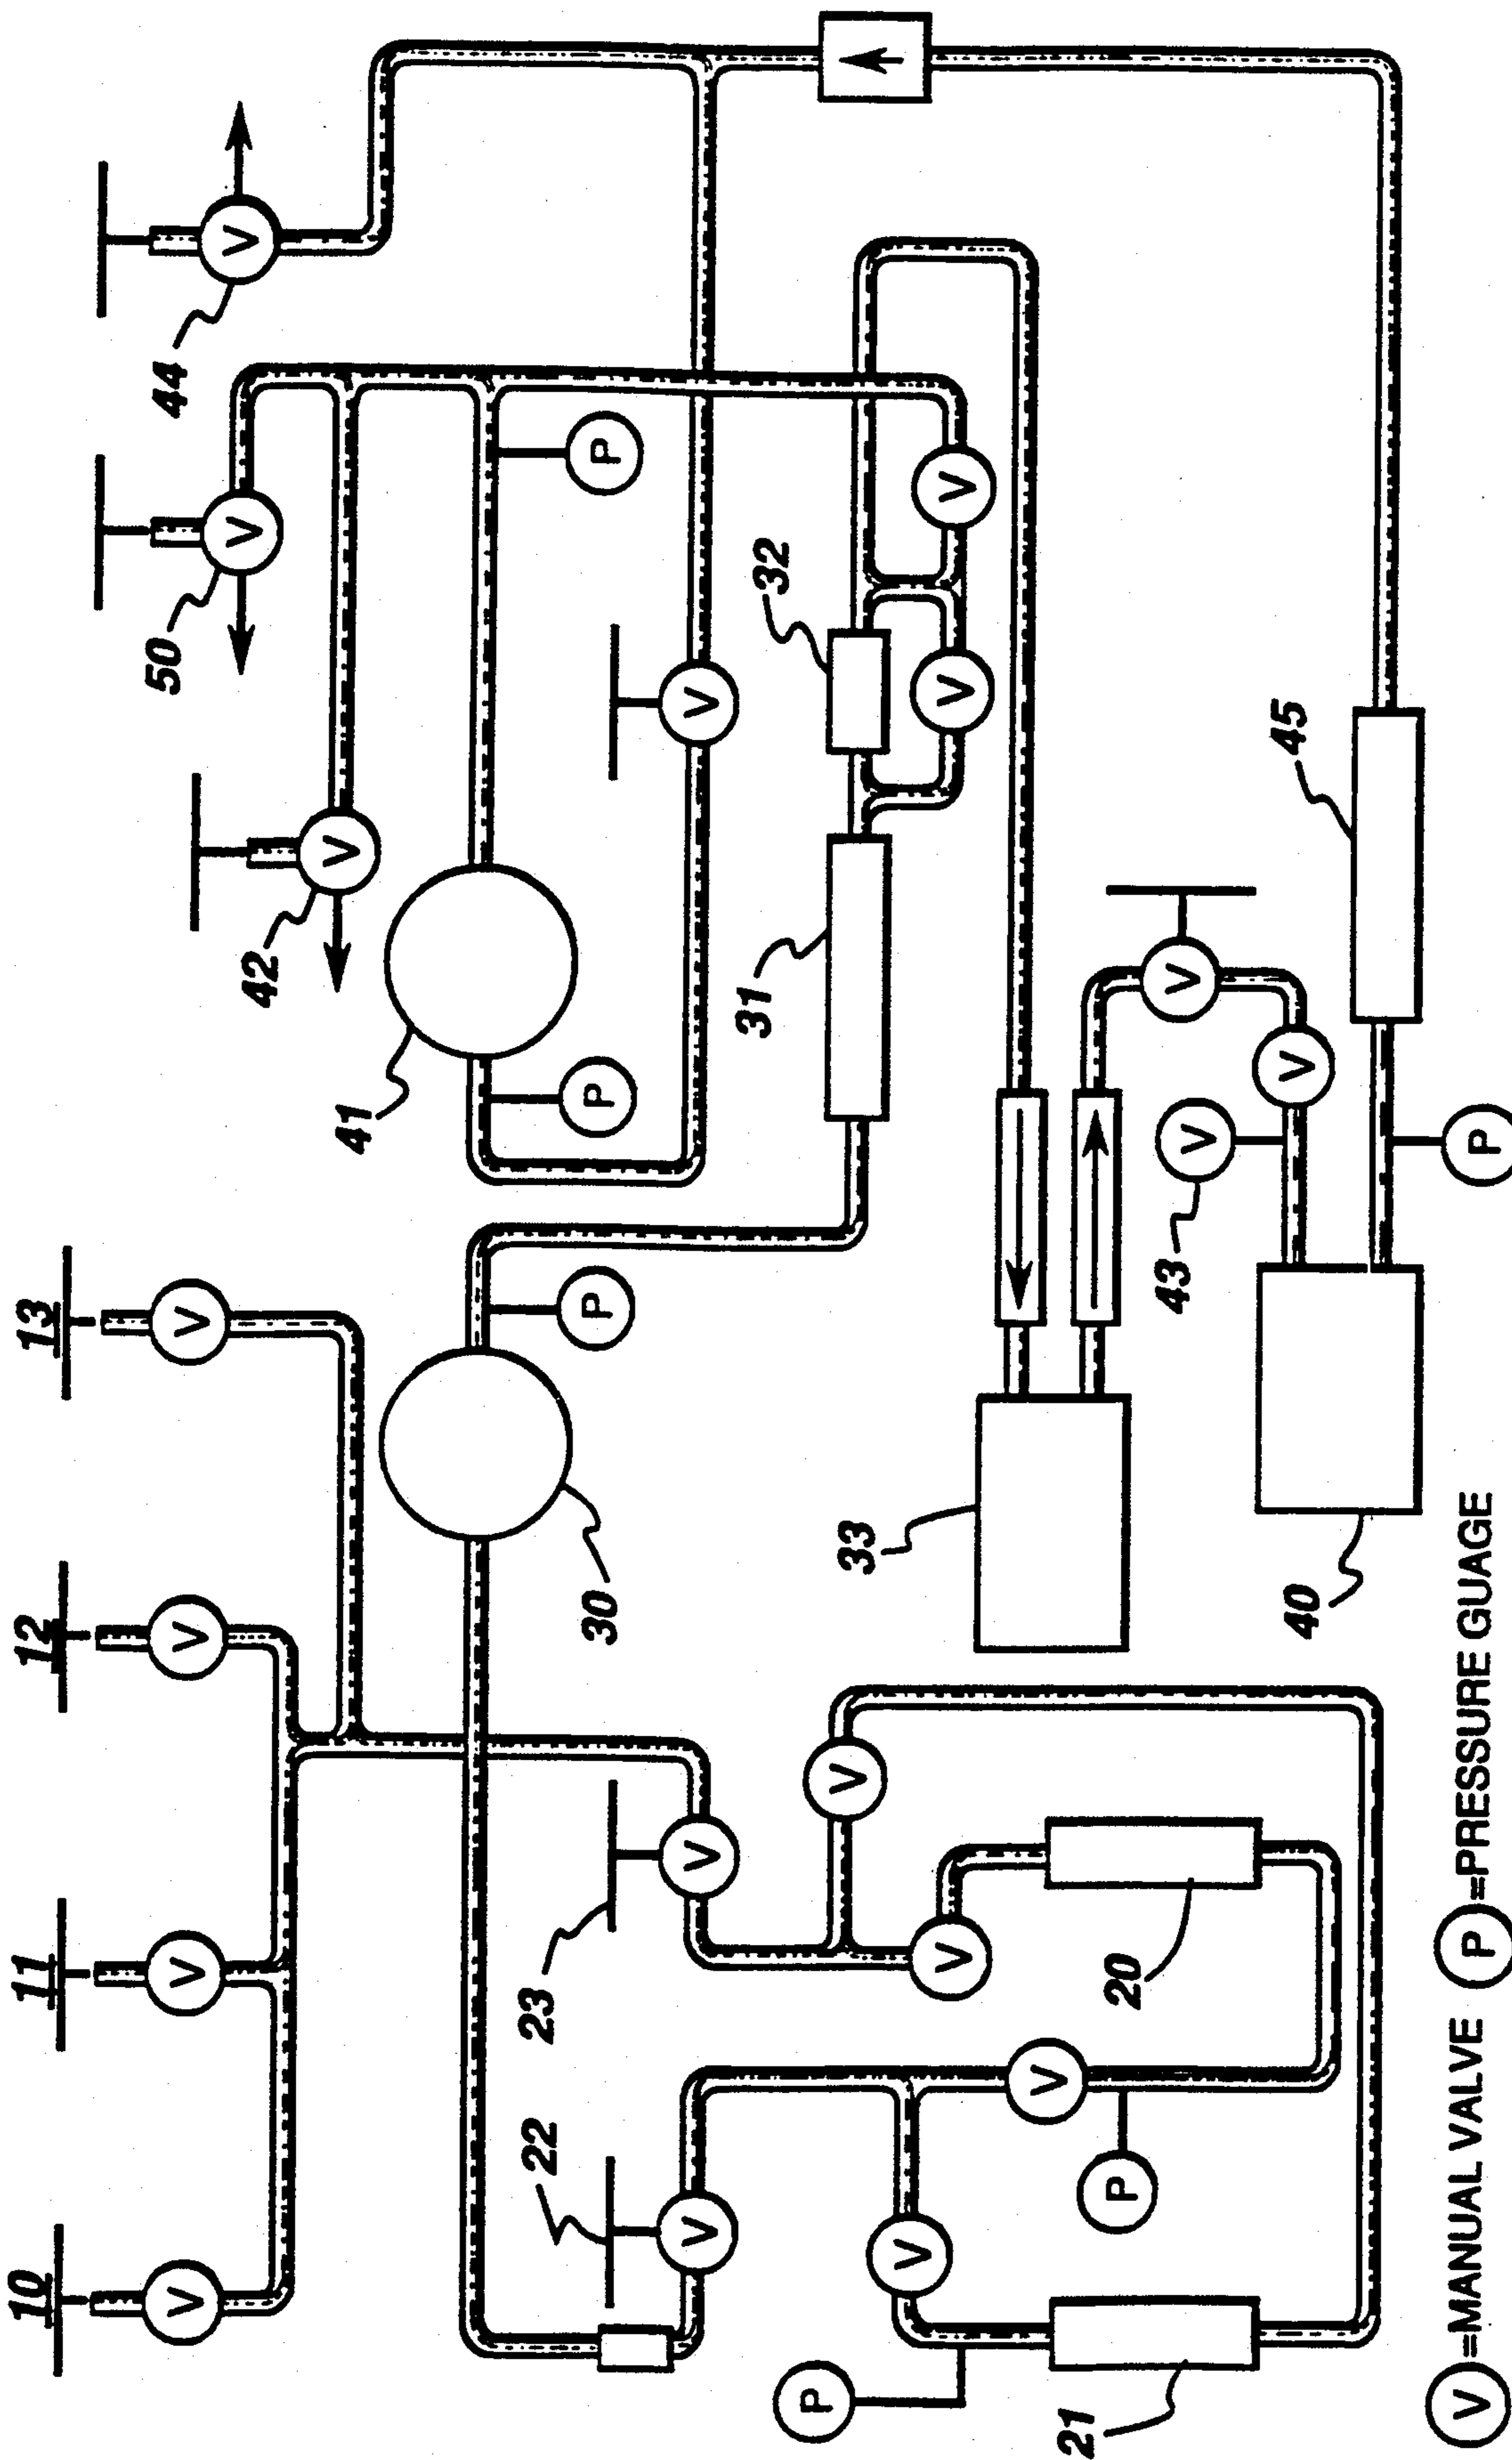 10 11 12 13
50 44
V V V V
V V
42
V
41
22 23
30
P P P
V V V
31 32
P
V
33
V V V V
V
21
P
20
43
V V
45
V
40
P
V =MANUAL VALVE P =PRESSURE GUAGE